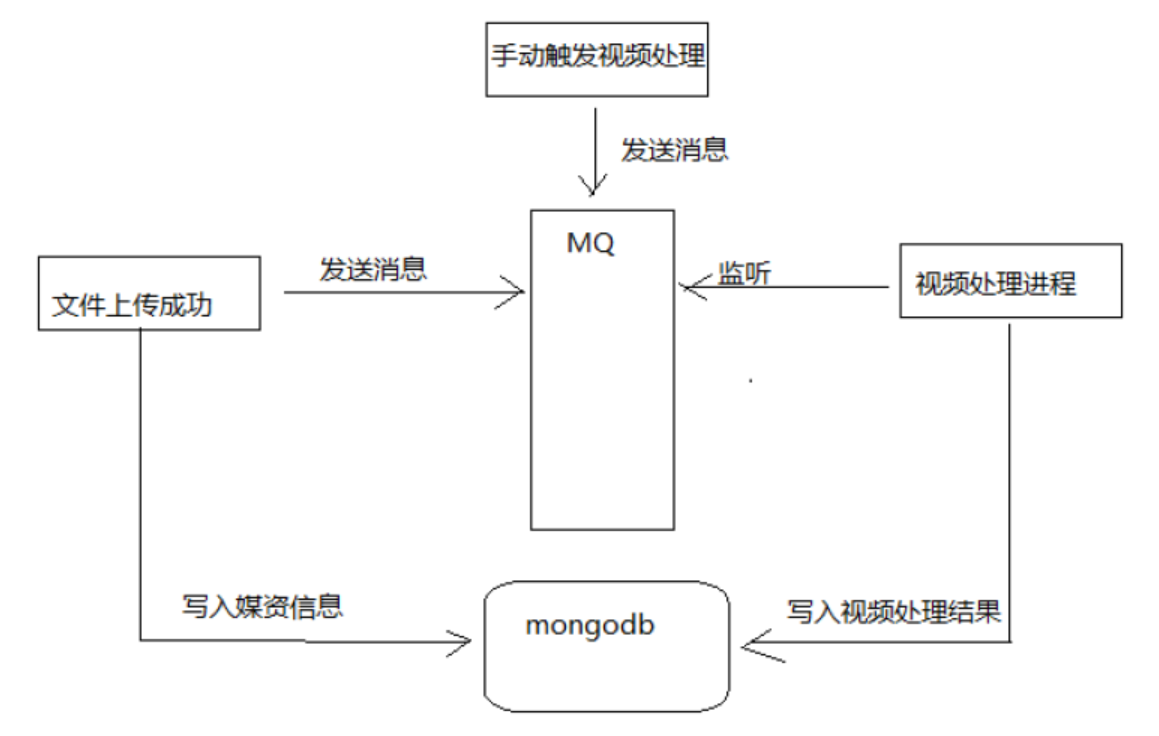 手动触发视频处理
发送消息
MQ
发送消息
监听
文件上传成功
视频处理进程
写入媒资信息
mongodb
写入视频处理结果